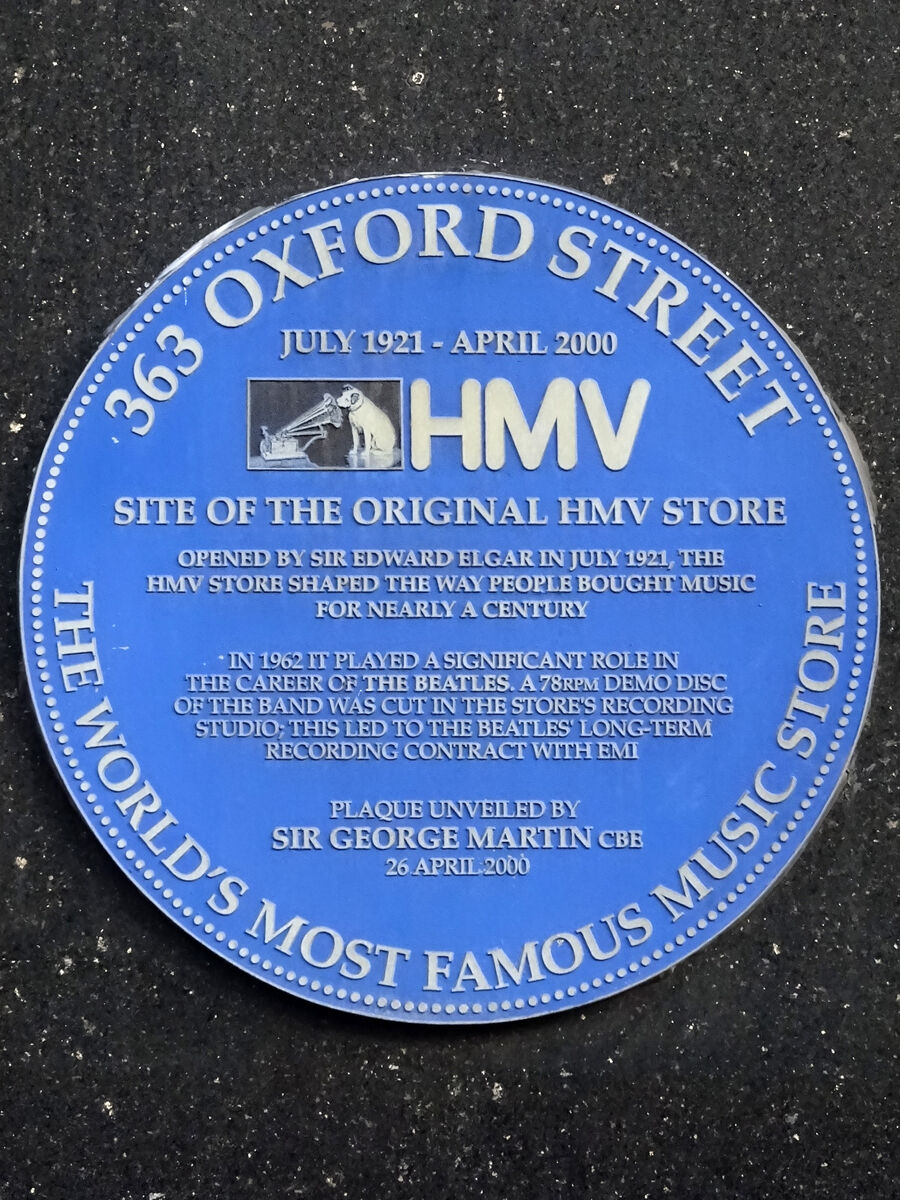 363 OXFORD STREET
JULY 1921 - APRIL 2000
HMV
SITE OF THE ORIGINAL HMV STORE
OPENED BY SIR EDWARD ELGAR IN JULY 1921, THE
HMV STORE SHAPED THE WAY PEOPLE BOUGHT MUSIC
FOR NEARLY A CENTURY
IN 1962 IT PLAYED A SIGNIFICANT ROLE IN
THE CAREER OF THE BEATLES. A 78RPM DEMO DISC
OF THE BAND WAS CUT IN THE STORE'S RECORDING
STUDIO; THIS LED TO THE BEATLES' LONG-TERM
RECORDING CONTRACT WITH EMI
PLAQUE UNVEILED BY
SIR GEORGE MARTIN CBE
26 APRIL 2000
THE WORLD'S MOST FAMOUS MUSIC STORE